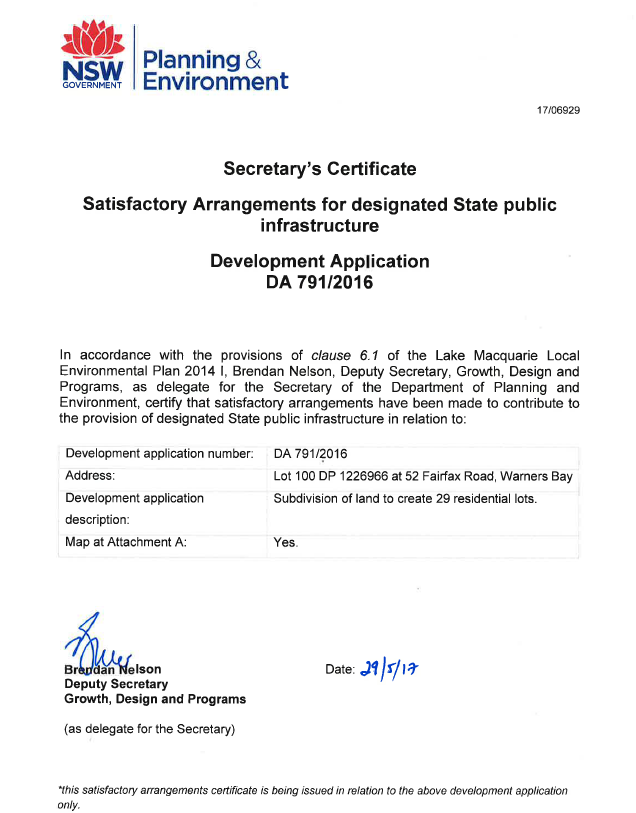 NSW
GOVERNMENT
Planning &
Environment
17/06929
Secretary's Certificate
Satisfactory Arrangements for designated State public
infrastructure
Development Application
DA 791/2016
In accordance with the provisions of clause 6.1 of the Lake Macquarie Local
Environmental Plan 2014 I, Brendan Nelson, Deputy Secretary, Growth, Design and
Programs, as delegate for the Secretary of the Department of Planning and
Environment, certify that satisfactory arrangements have been made to contribute to
the provision of designated State public infrastructure in relation to:
Development application number: DA 791/2016
Address: Lot 100 DP 1226966 at 52 Fairfax Road, Warners Bay
Development application Subdivision of land to create 29 residential lots.
description:
Map at Attachment A: Yes.
Brendan Nelson Date: 29/5/17
Deputy Secretary
Growth, Design and Programs
(as delegate for the Secretary)
*this satisfactory arrangements certificate is being issued in relation to the above development application
only.